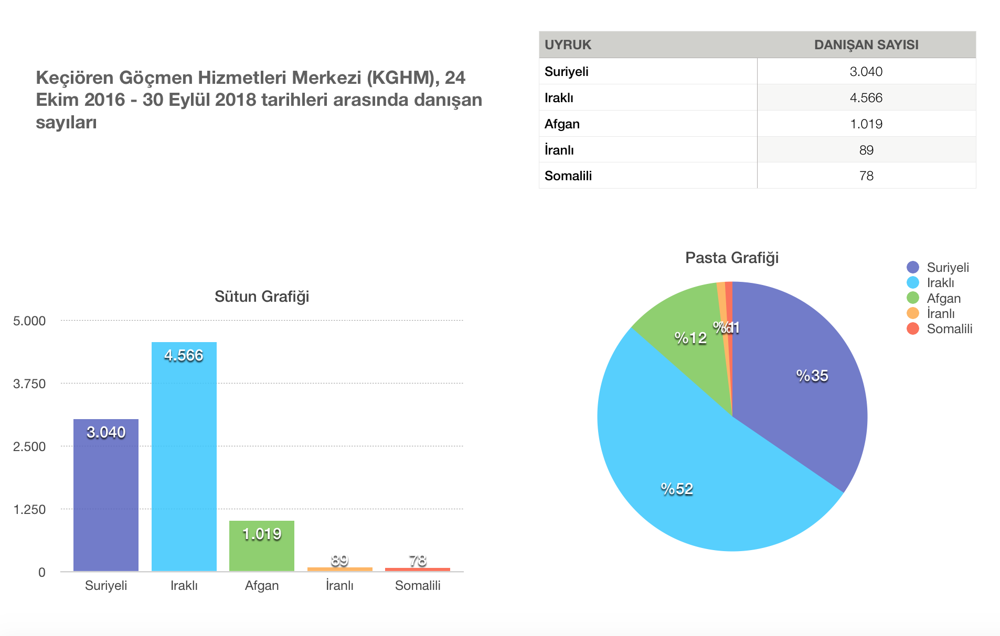 Keçiören Göçmen Hizmetleri Merkezi (KGHM), 24
Ekim 2016 - 30 Eylül 2018 tarihleri arasında danışan
sayıları
UYRUK DANIŞAN SAYISI
Suriyeli 3.040
Iraklı 4.566
Afgan 1.019
İranlı 89
Somalili 78
Sütun Grafiği
5.000
3.750
2.500
1.250
0
3.040
4.566
1.019
89
78
Suriyeli Iraklı Afgan İranlı Somalili
Pasta Grafiği
%35
%52
%12
%1
%1
Suriyeli
Iraklı
Afgan
İranlı
Somalili